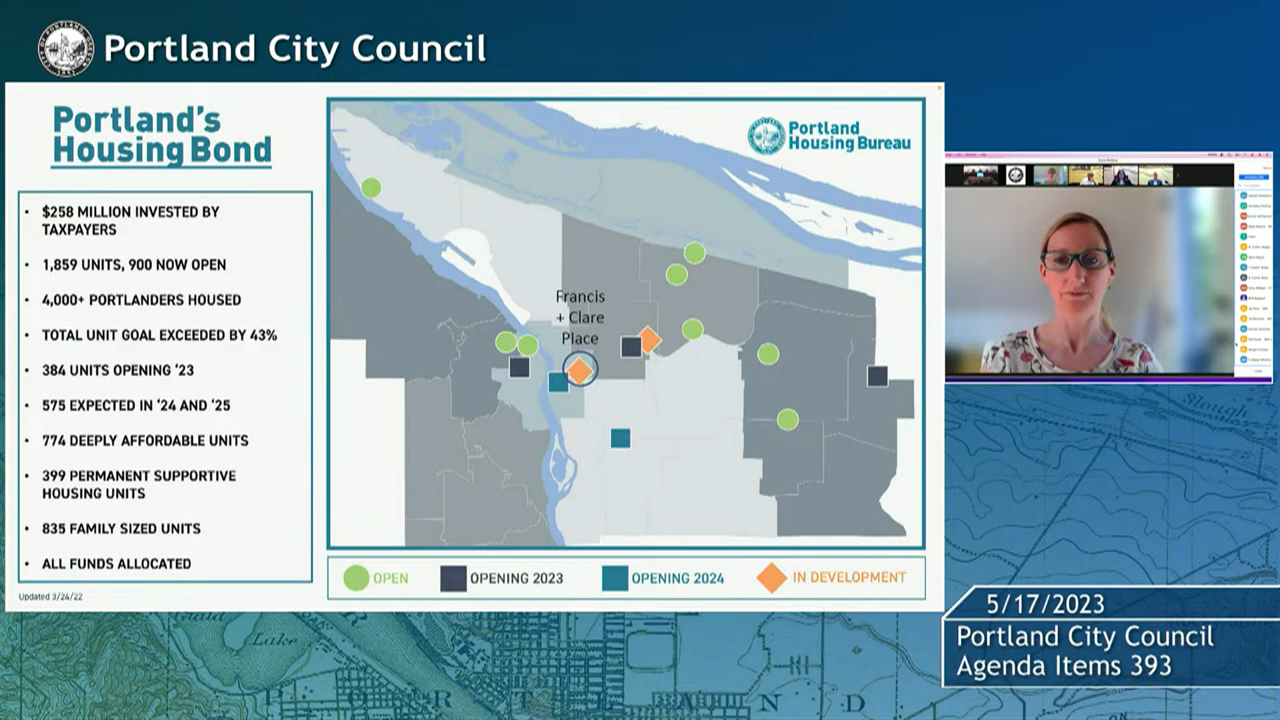 Portland City Council
Portland's
Housing Bond
• $258 MILLION INVESTED BY
TAXPAYERS
• 1,859 UNITS, 900 NOW OPEN
• 4,000+ PORTLANDERS HOUSED
• TOTAL UNIT GOAL EXCEEDED BY 43%
• 384 UNITS OPENING '23
• 575 EXPECTED IN '24 AND '25
• 774 DEEPLY AFFORDABLE UNITS
• 399 PERMANENT SUPPORTIVE
HOUSING UNITS
• 835 FAMILY SIZED UNITS
• ALL FUNDS ALLOCATED
Updated 3/24/22
Portland
Housing Bureau
Francis
+ Clare
Place
OPEN
OPENING 2023
OPENING 2024
IN DEVELOPMENT
Slough
5/17/2023
Portland City Council
Agenda Items 393
Guild
Lake
R T L A N D